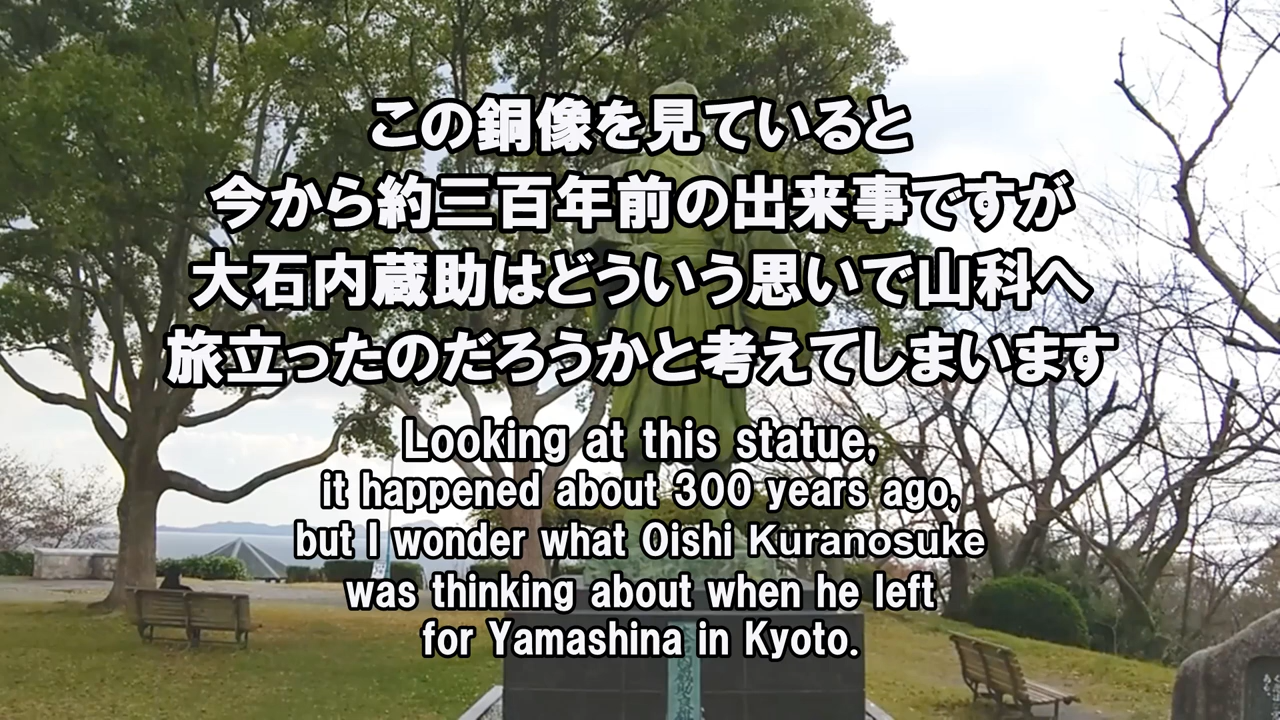 この銅像を見ていると
今から約三百年前の出来事ですが
大石内蔵助はどういう思いで山科へ
旅立ったのだろうかと考えてしまいます
Looking at this statue,
it happened about 300 years ago,
but I wonder what Oishi Kuranosuke
was thinking about when he left
for Yamashina in Kyoto.